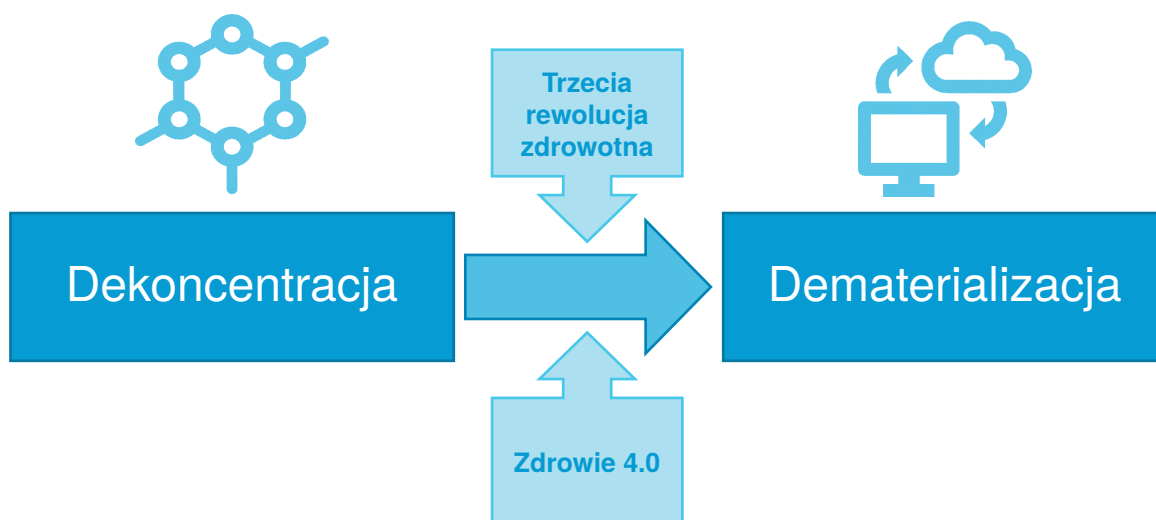 Trzecia
rewolucja
zdrowotna
Dekoncentracja
Dematerializacja
Zdrowie 4.0